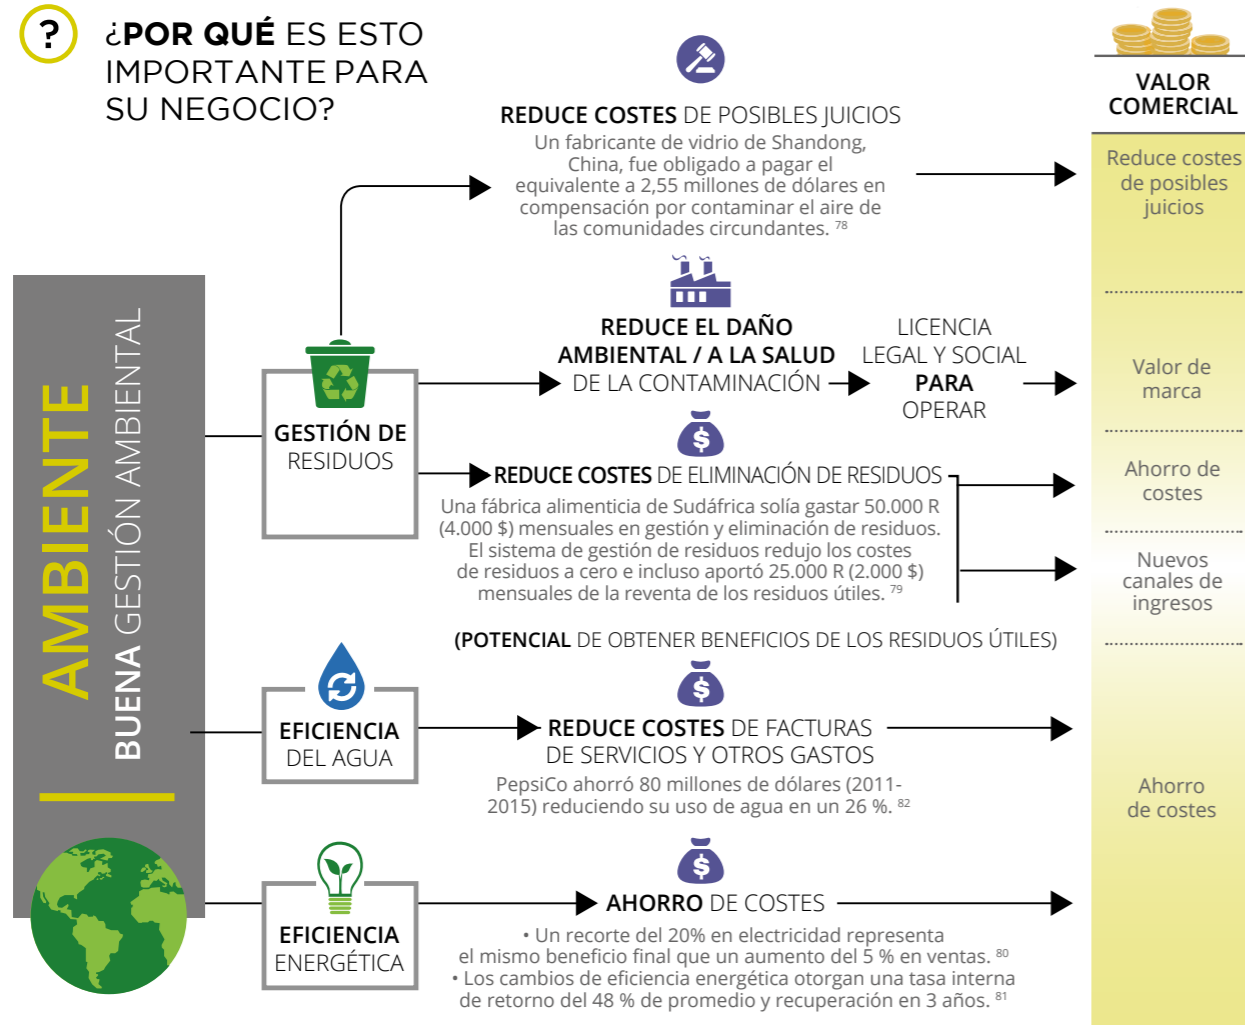 ?
¿POR QUÉ ES ESTO
IMPORTANTE PARA
SU NEGOCIO?
VALOR
COMERCIAL
AMBIENTE
BUENA GESTIÓN AMBIENTAL
GESTIÓN DE
RESIDUOS
REDUCE COSTES DE POSIBLES JUICIOS
Un fabricante de vidrio de Shandong,
China, fue obligado a pagar el
equivalente a 2,55 millones de dólares en
compensación por contaminar el aire de
las comunidades circundantes. 78
Reduce costes
de posibles
juicios
REDUCE EL DAÑO
AMBIENTAL / A LA SALUD
DE LA CONTAMINACIÓN
LICENCIA
LEGAL Y SOCIAL
PARA
OPERAR
Valor de
marca
$
REDUCE COSTES DE ELIMINACIÓN DE RESIDUOS
Una fábrica alimenticia de Sudáfrica solía gastar 50.000 R
(4.000 $) mensuales en gestión y eliminación de residuos.
El sistema de gestión de residuos redujo los costes
de residuos a cero e incluso aportó 25.000 R (2.000 $)
mensuales de la reventa de los residuos útiles. 79
Ahorro de
costes
Nuevos
canales de
ingresos
(POTENCIAL DE OBTENER BENEFICIOS DE LOS RESIDUOS ÚTILES)
EFICIENCIA
DEL AGUA
$
REDUCE COSTES DE FACTURAS
DE SERVICIOS Y OTROS GASTOS
PepsiCo ahorró 80 millones de dólares (2011-
2015) reduciendo su uso de agua en un 26 %. 82
Ahorro
de costes
EFICIENCIA
ENERGÉTICA
$
AHORRO DE COSTES
• Un recorte del 20% en electricidad representa
el mismo beneficio final que un aumento del 5 % en ventas. 80
• Los cambios de eficiencia energética otorgan una tasa interna
de retorno del 48 % de promedio y recuperación en 3 años. 81